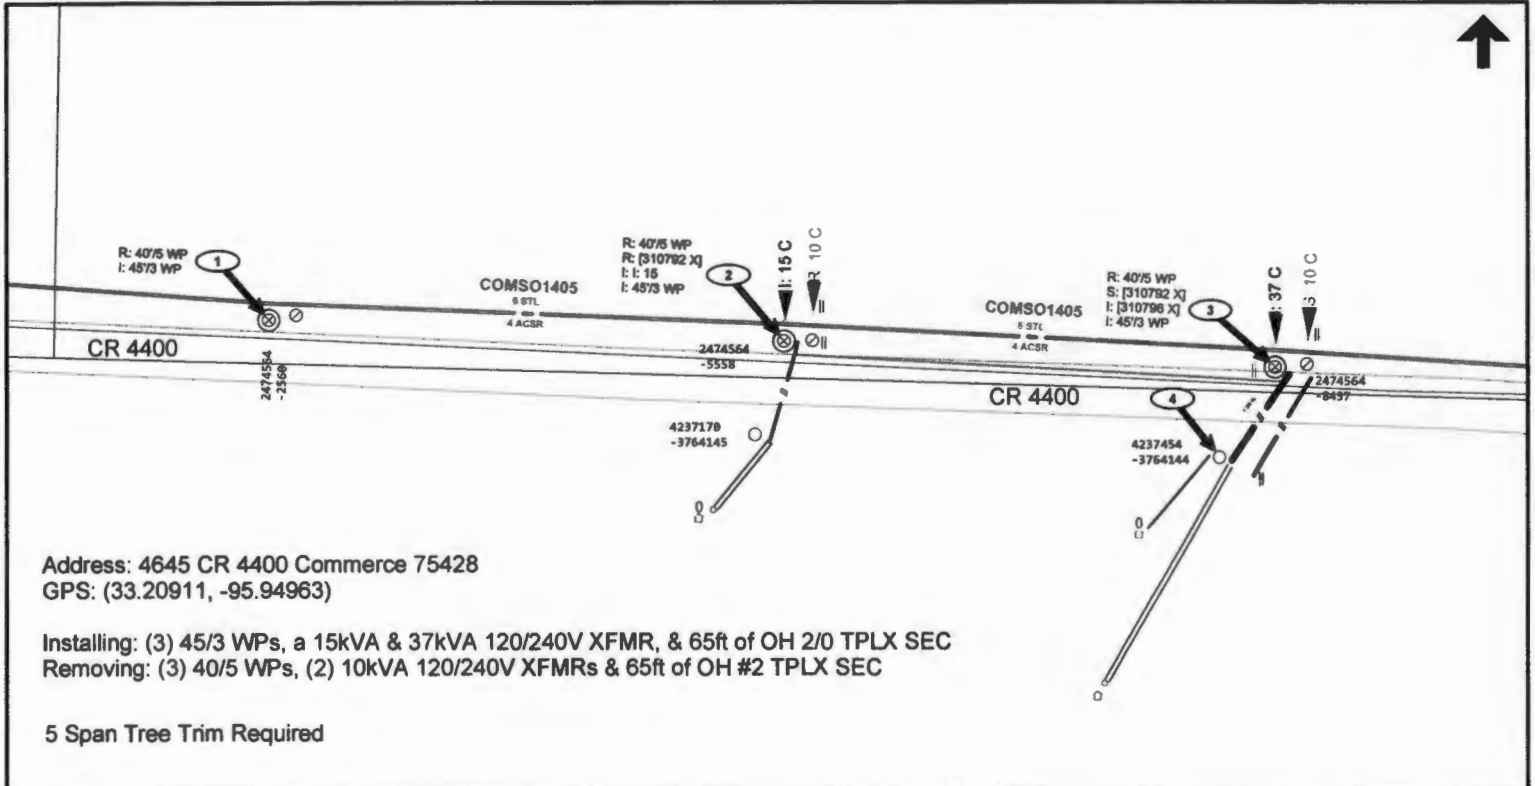 R: 40'/5 WP
I: 45'/3 WP
1
COMSO1405
6 STL
4 ACSR
R: 40'/5 WP
R: [310792 X]
I: I: 15
I: 45'/3 WP
2
I: 15 C
R 10 C
COMSO1405
6 STL
4 ACSR
R: 40'/5 WP
S: [310792 X]
I: [310796 X]
I: 45'/3 WP
3
I: 37 C
S 10 C
CR 4400
2474554
-2560
2474564
-5558
CR 4400
2474564
-8437
4237170
-3764145
0
4
4237454
-3764144
0
Address: 4645 CR 4400 Commerce 75428
GPS: (33.20911, -95.94963)
Installing: (3) 45/3 WPs, a 15kVA & 37kVA 120/240V XFMR, & 65ft of OH 2/0 TPLX SEC
Removing: (3) 40/5 WPs, (2) 10kVA 120/240V XFMRs & 65ft of OH #2 TPLX SEC
5 Span Tree Trim Required